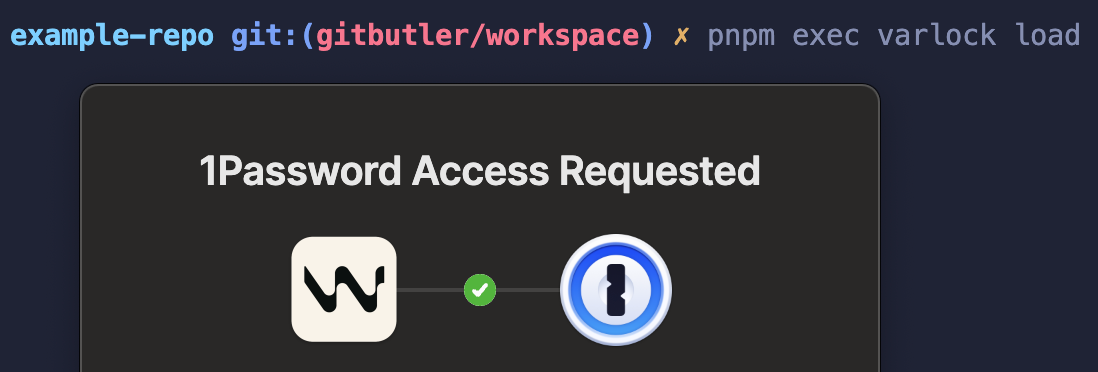 example-repo git:(gitbutler/workspace) ✗ pnpm exec varlock load
1Password Access Requested